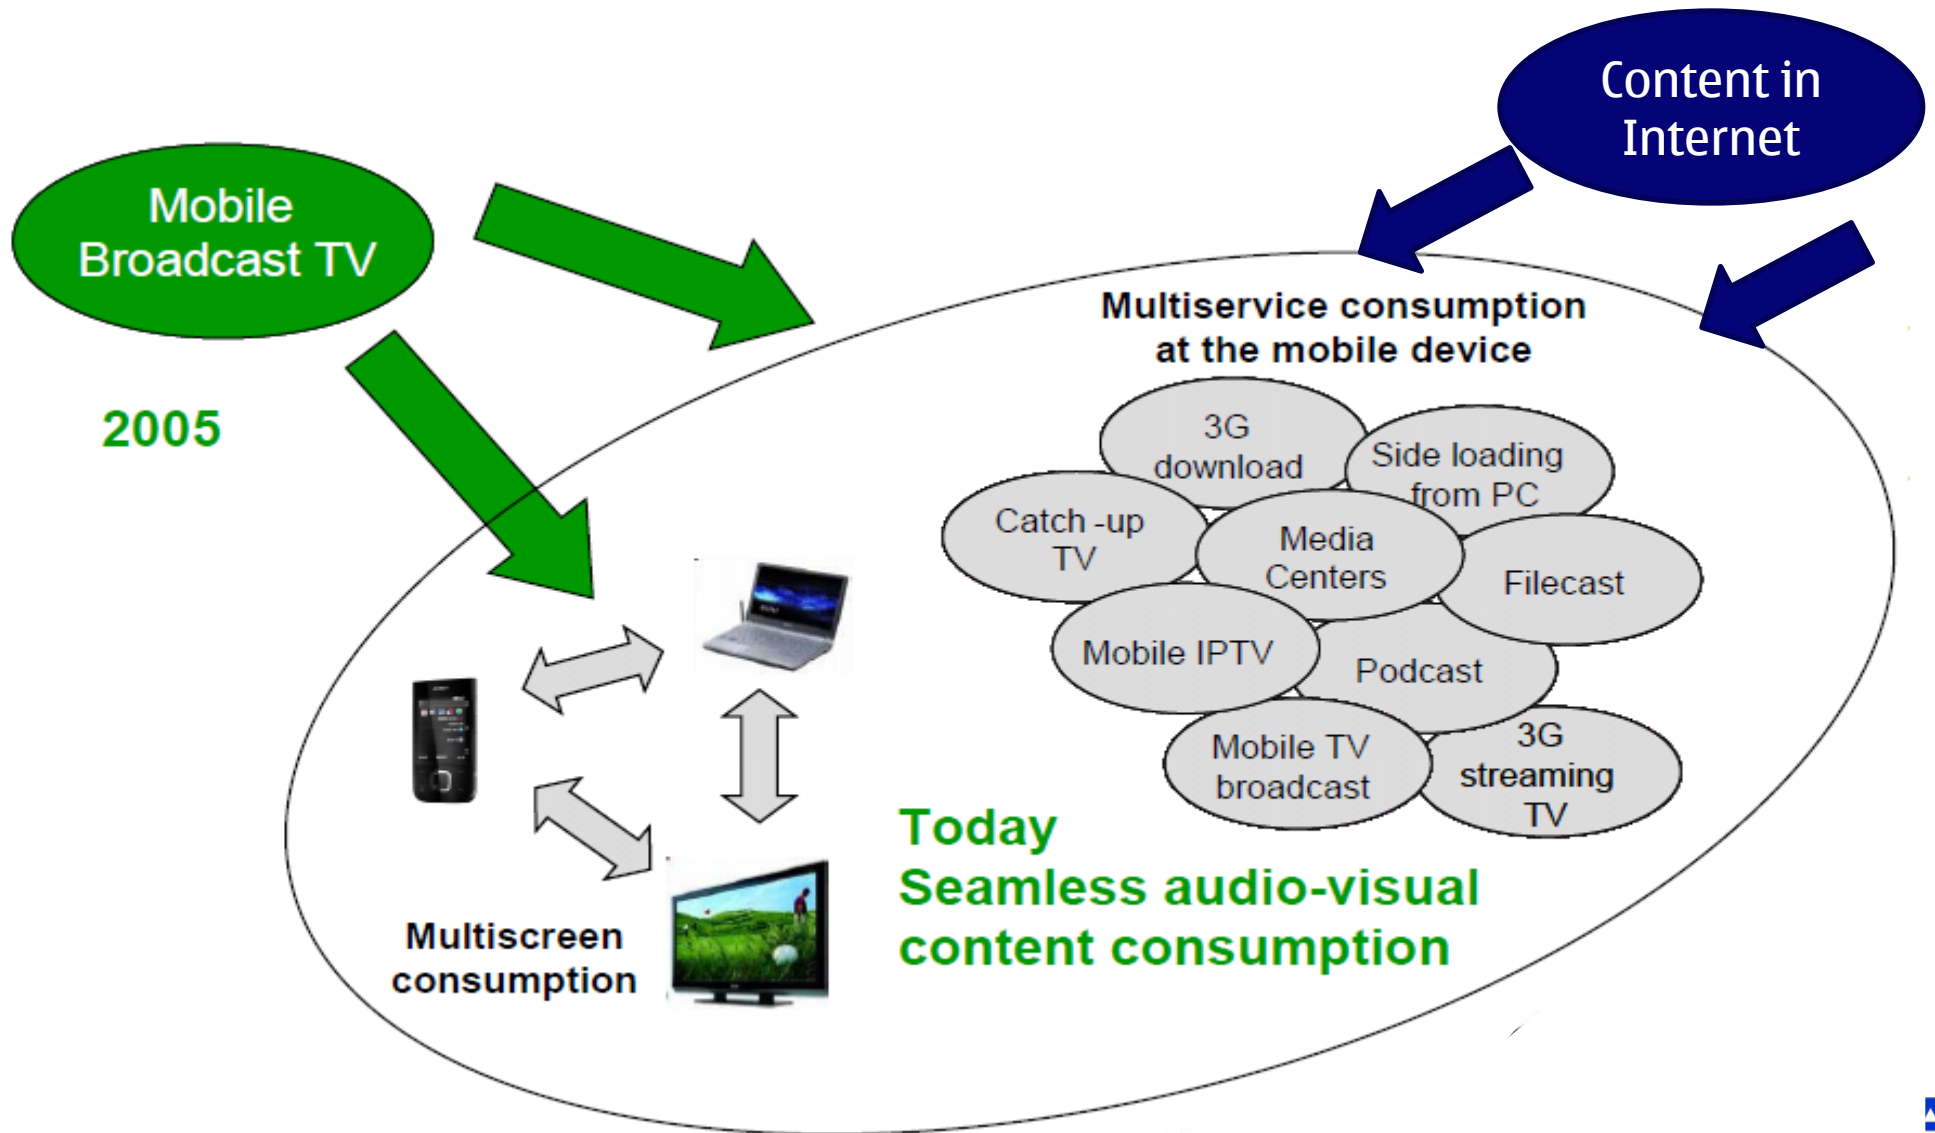 Content in
Internet
Mobile
Broadcast TV
2005
Multiservice consumption
at the mobile device
3G
download
Side loading
from PC
Catch -up
TV
Media
Centers
Filecast
Mobile IPTV
Podcast
Mobile TV
broadcast
3G
streaming
TV
Today
Seamless audio-visual
content consumption
Multiscreen
consumption